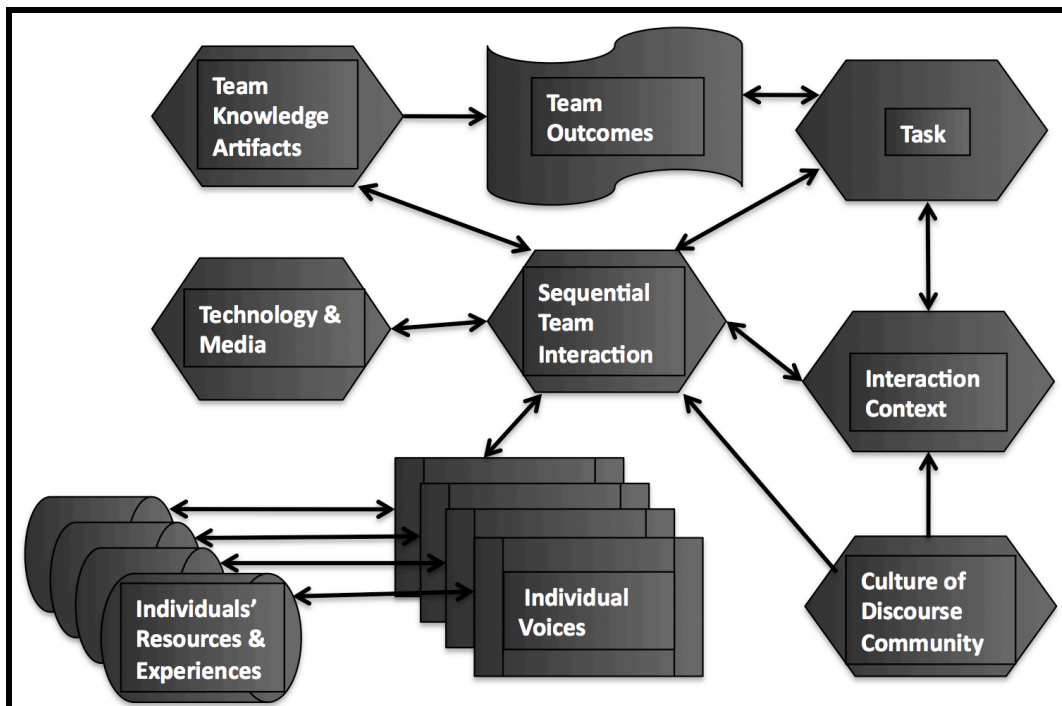 Team
Knowledge
Artifacts
Team
Outcomes
Task
Technology &
Media
Sequential
Team
Interaction
Interaction
Context
Individuals’
Resources &
Experiences
Individual
Voices
Culture of
Discourse
Community